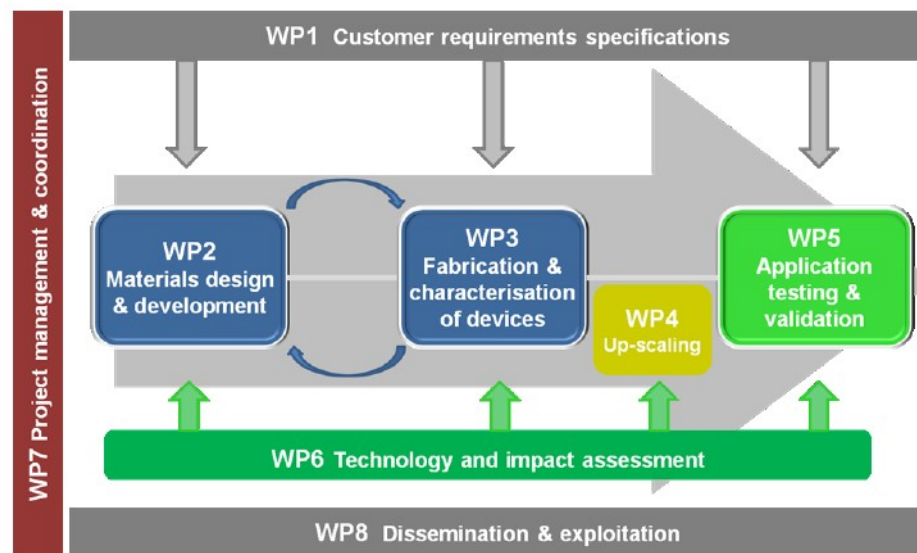 WP1 Customer requirements specifications
WP7 Project management & coordination
WP2
Materials design
& development
WP3
Fabrication &
characterisation
of devices
WP4
Up-scaling
WP5
Application
testing &
validation
WP6 Technology and impact assessment
WP8 Dissemination & exploitation